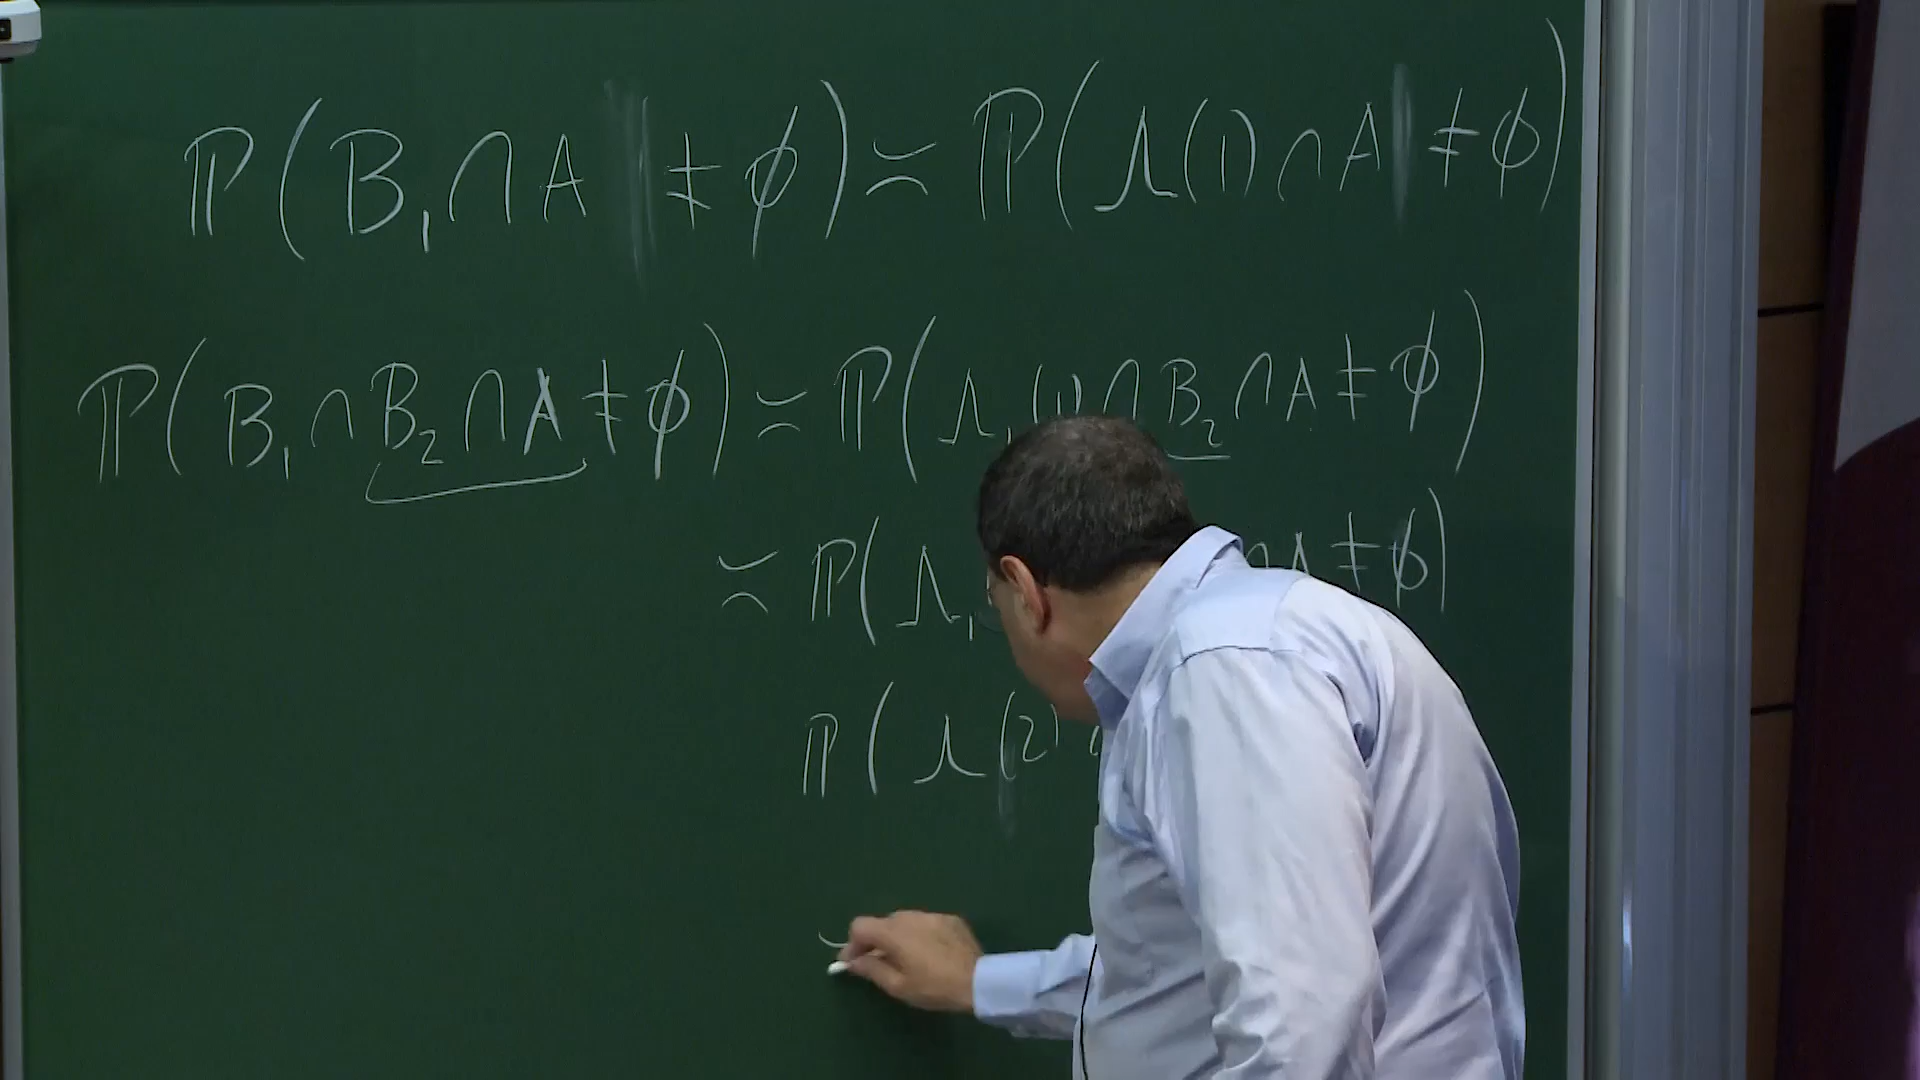 ℙ(B₁∩A ≠ ϕ) ≍ ℙ(Λ(1)∩A ≠ ϕ)
ℙ(B₁∩B₂∩A ≠ ϕ) ≍ ℙ(Λ₁(1)∩B₂∩A ≠ ϕ)
≍ ℙ(Λ₁ ∩A ≠ ϕ)
ℙ(Λ(2)